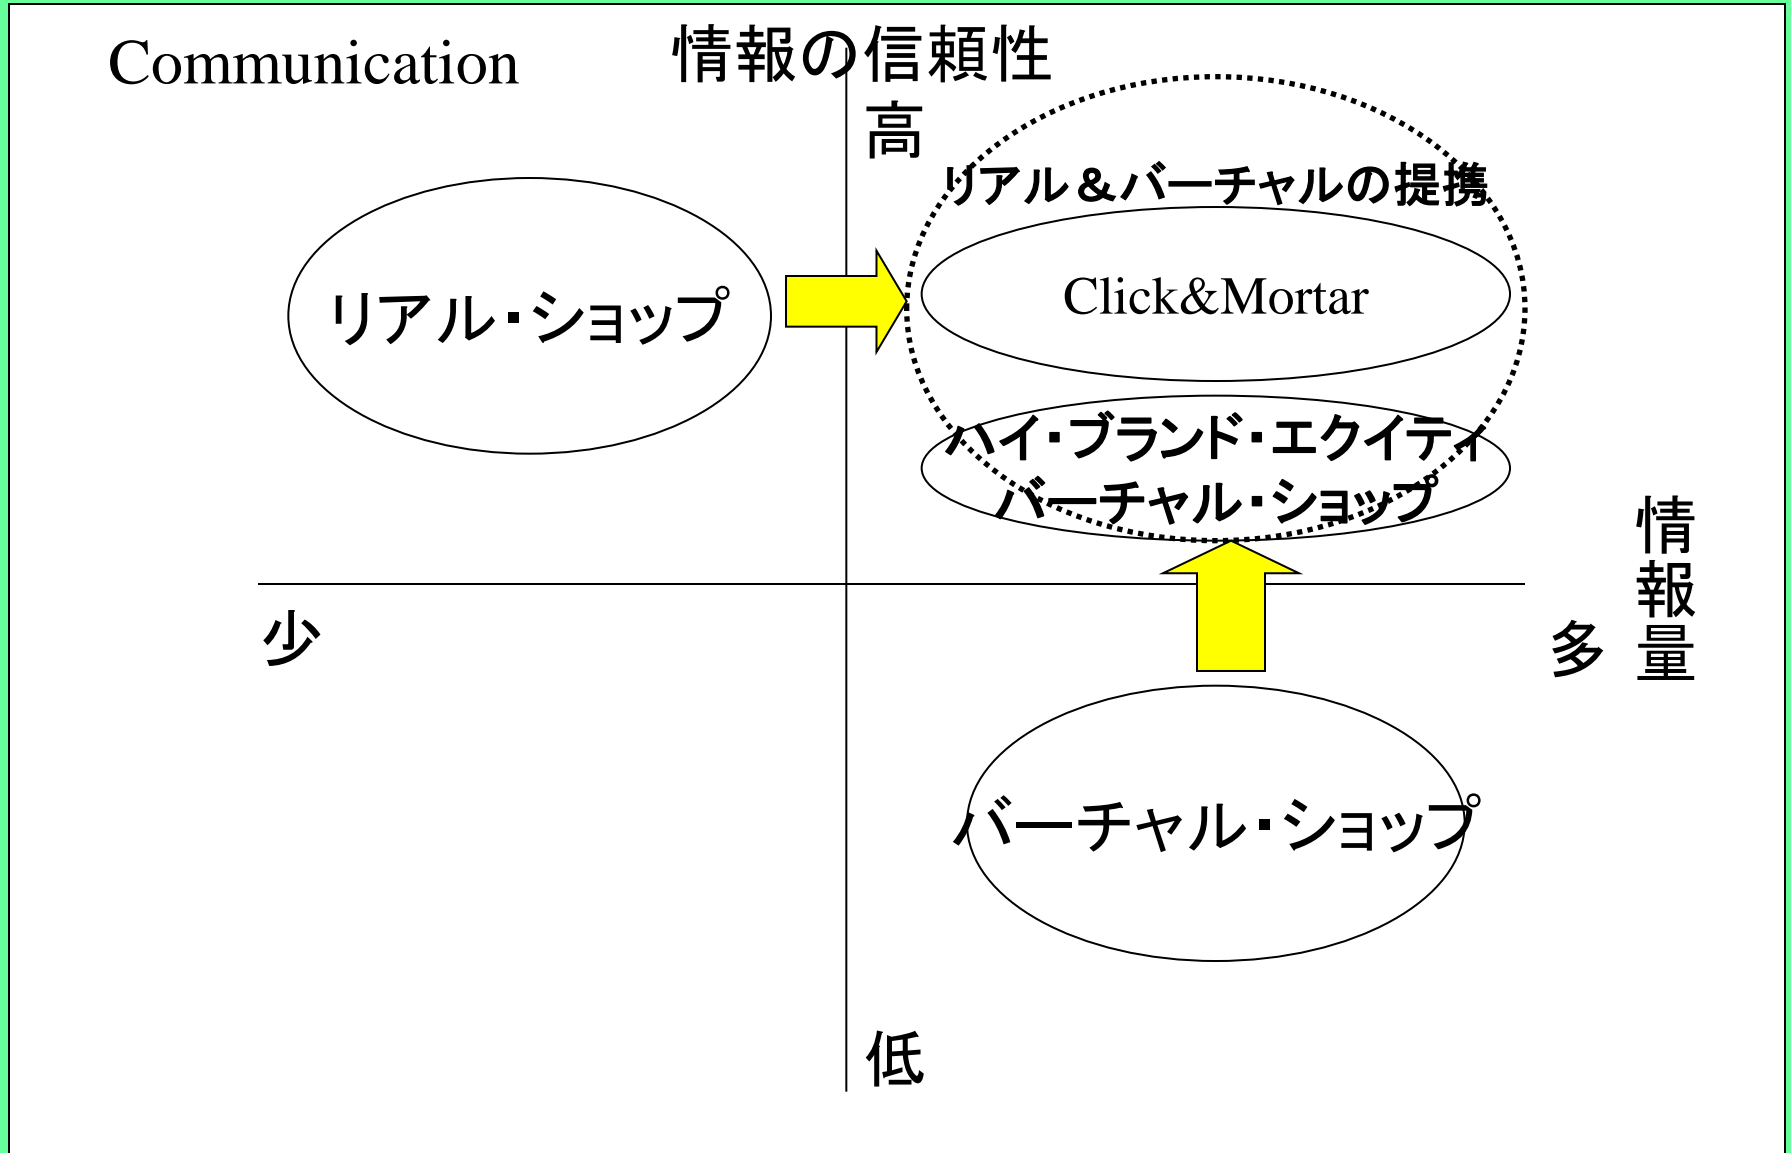 Communication
情報の信頼性
高
リアル＆バーチャルの提携
Click&Mortar
リアル・ショップ
ハイ・ブランド・エクイティ
バーチャル・ショップ
情報量
少
多
バーチャル・ショップ
低